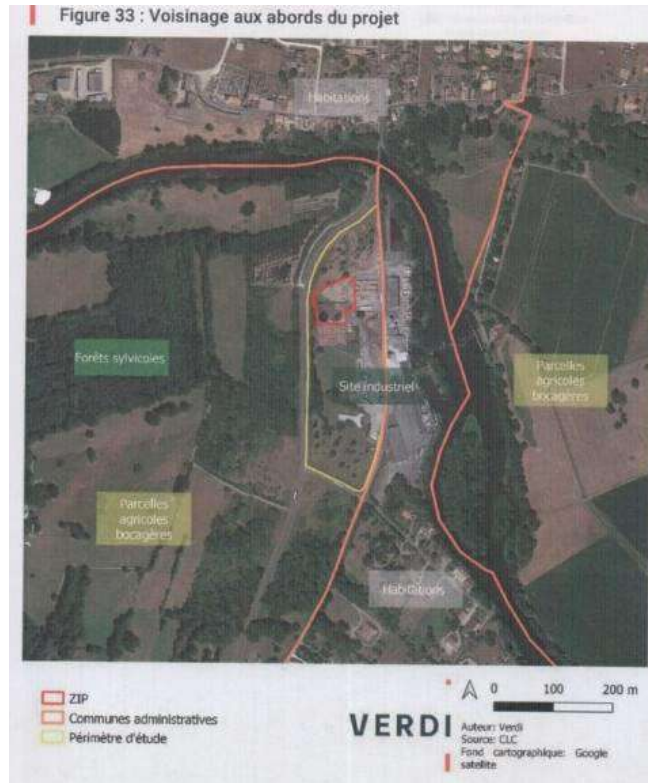 Figure 33 : Voisinage aux abords du projet
Habitations
Forêts sylvicoles
Site industriel
Parcelles
agricoles
bocagères
Parcelles
agricoles
bocagères
Habitations
ZIP
Communes administratives
Périmètre d'étude
VERDI
0 100 200 m
Auteur: Verdi
Source: CLC
Fond cartographique: Google
satellite